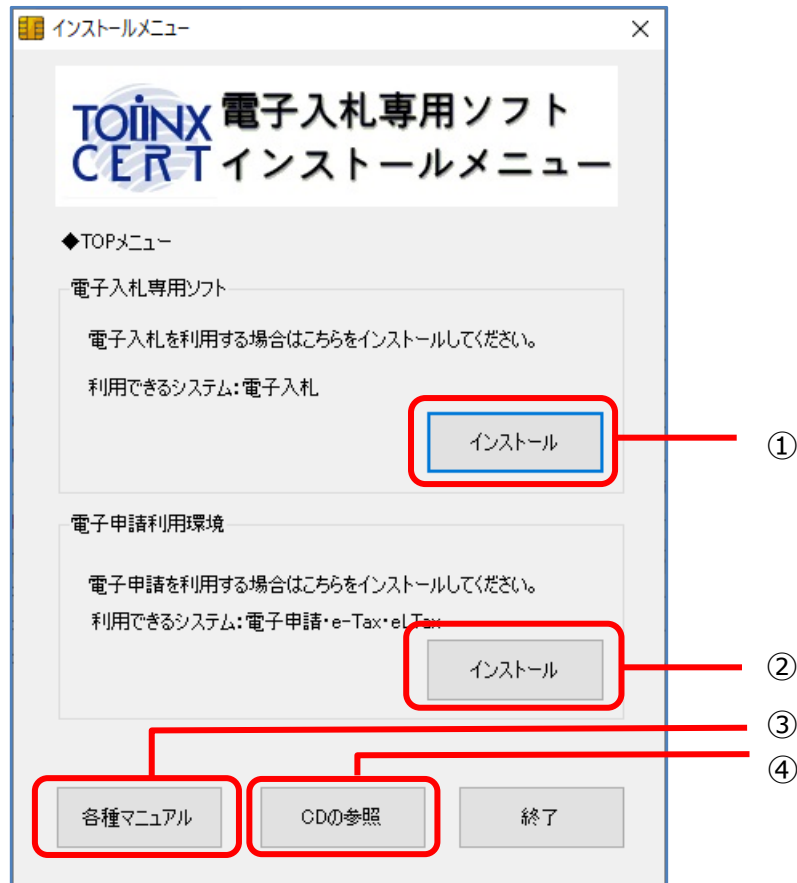 インストールメニュー
TOiNX 電子入札専用ソフト
CERT インストールメニュー
◆TOPメニュー
電子入札専用ソフト
電子入札を利用する場合はこちらをインストールしてください。
利用できるシステム:電子入札
インストール
①
電子申請利用環境
電子申請を利用する場合はこちらをインストールしてください。
利用できるシステム:電子申請・e-Tax・eLTax
インストール
②
③
④
各種マニュアル
CDの参照
終了